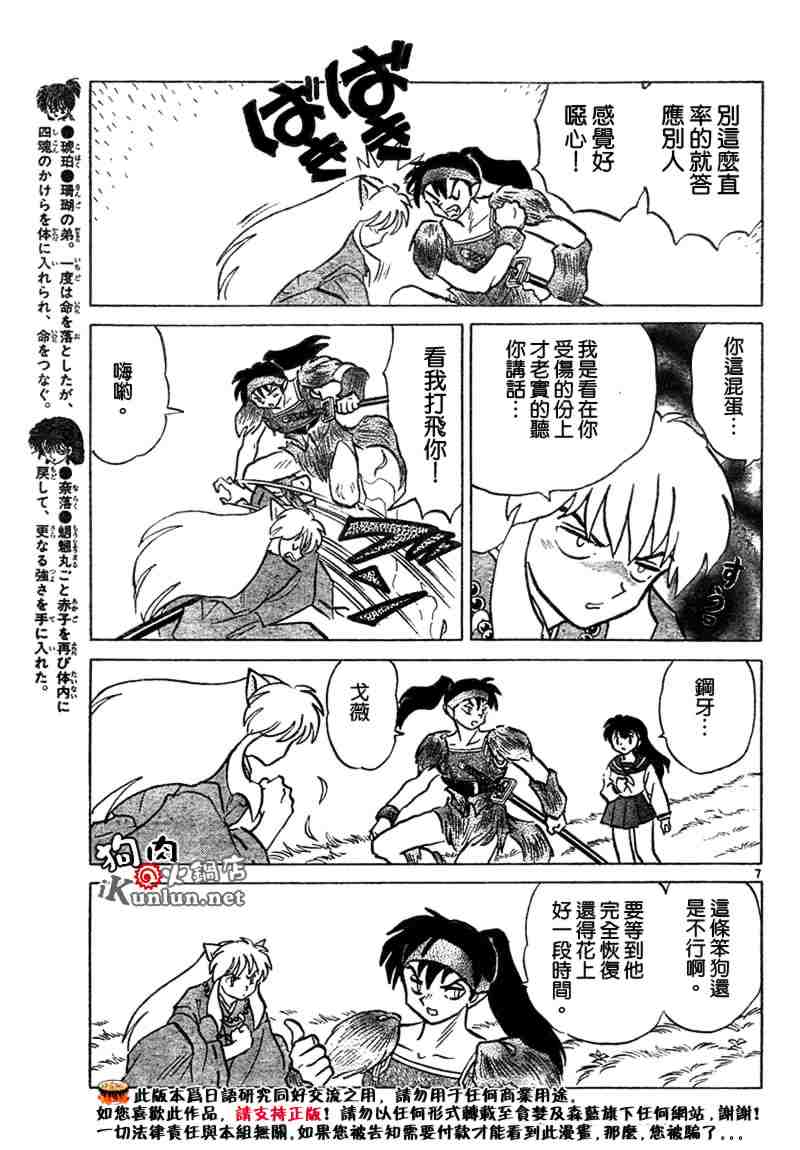 別這麼直
率的就答
應別人
感覺好
噁心！
ばき
ばき
你這混蛋…
我是看在你
受傷的份上
才老實的聽
你講話…
すう。
看我打飛你！
嗨喲。
鋼牙…
戈薇
7
這條笨狗還
是不行啊。
要等到他
完全恢復
還得花上
好一段時間。
●琥珀●珊瑚の弟。一度は命を落としたが、
四魂のかけらを体に入れられ、命をつなぐ。
●奈落●魍魎丸ごと赤子を再び体内に
戻して、更なる強さを手に入れた。
狗肉
火鍋店
iKunlun.net
此版本爲日語研究同好交流之用，請勿用于任何商業用途。
如您喜歡此作品，請支持正版！請勿以任何形式轉載至貪婪及森藍旗下任何網站，謝謝！
一切法律責任與本組無關，如果您被告知需要付款才能看到此漫畫，那麼，您被騙了...